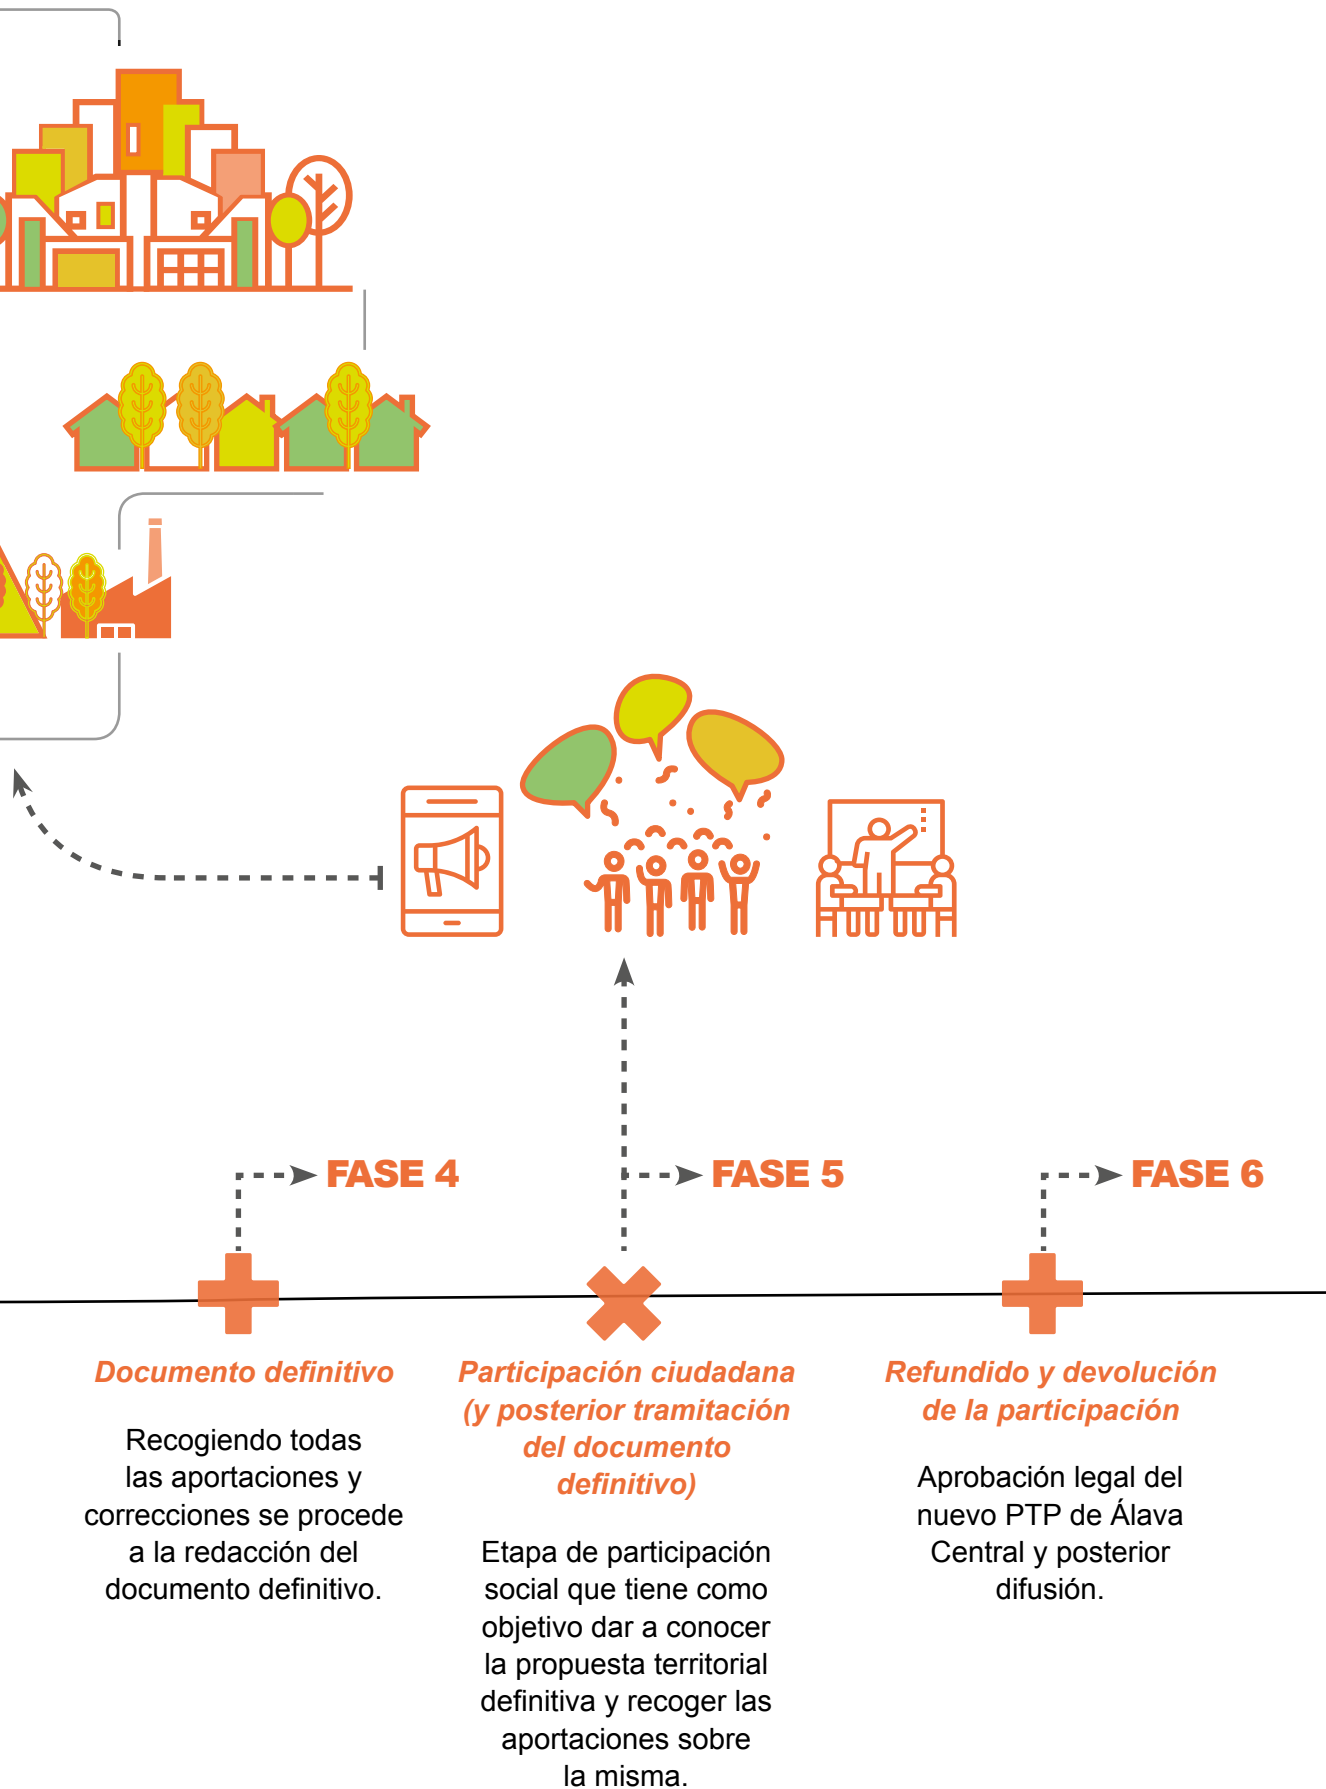 FASE 4
FASE 5
FASE 6
Documento definitivo
Recogiendo todas
las aportaciones y
correcciones se procede
a la redacción del
documento definitivo.
Participación ciudadana
(y posterior tramitación
del documento
definitivo)
Etapa de participación
social que tiene como
objetivo dar a conocer
la propuesta territorial
definitiva y recoger las
aportaciones sobre
la misma.
Refundido y devolución
de la participación
Aprobación legal del
nuevo PTP de Álava
Central y posterior
difusión.